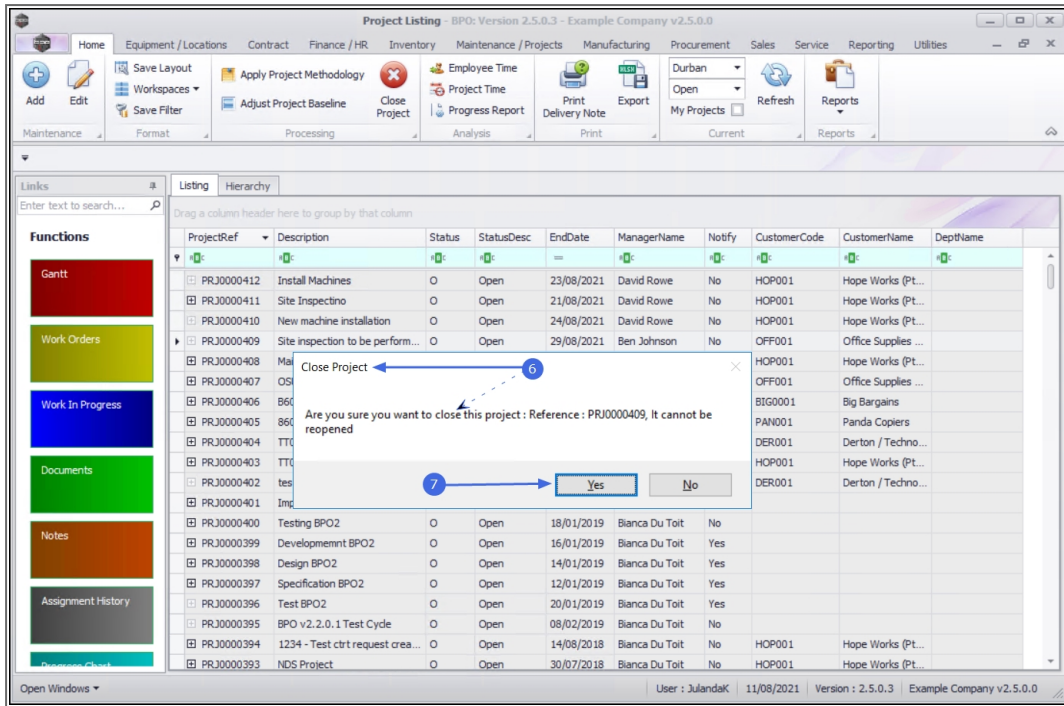 Project Listing - BPO: Version 2.5.0.3 - Example Company v2.5.0.0
Home Equipment / Locations Contract Finance / HR Inventory Maintenance / Projects Manufacturing Procurement Sales Service Reporting Utilities
Add
Edit
Save Layout
Workspaces
Save Filter
Apply Project Methodology
Adjust Project Baseline
Close Project
Employee Time
Project Time
Progress Report
Print Delivery Note
Export
Durban
Open
My Projects
Refresh
Reports
Maintenance Format Processing Analysis Print Current Reports
Links
Enter text to search...
Functions
Gantt
Work Orders
Work In Progress
Documents
Notes
Assignment History
Progress Chart
Listing Hierarchy
Drag a column header here to group by that column
ProjectRef Description Status StatusDesc EndDate ManagerName Notify CustomerCode CustomerName DeptName
PRJ0000412 Install Machines O Open 23/08/2021 David Rowe No HOP001 Hope Works (Pt...
PRJ0000411 Site Inspectino O Open 21/08/2021 David Rowe No HOP001 Hope Works (Pt...
PRJ0000410 New machine installation O Open 24/08/2021 David Rowe No HOP001 Hope Works (Pt...
PRJ0000409 Site inspection to be perform... O Open 29/08/2021 Ben Johnson No OFF001 Office Supplies ...
PRJ0000408 Mai HOP001 Hope Works (Pt...
PRJ0000407 OFF001 Office Supplies ...
PRJ0000406 B60 BIG0001 Big Bargains
PRJ0000405 860 PAN001 Panda Copiers
PRJ0000404 DER001 Derton / Techno...
PRJ0000403 HOP001 Hope Works (Pt...
PRJ0000402 tes DER001 Derton / Techno...
PRJ0000401 Imp
PRJ0000400 Testing BPO2 O Open 18/01/2019 Bianca Du Toit No
PRJ0000399 Developmemnt BPO2 O Open 16/01/2019 Bianca Du Toit Yes
PRJ0000398 Design BPO2 O Open 14/01/2019 Bianca Du Toit Yes
PRJ0000397 Specification BPO2 O Open 12/01/2019 Bianca Du Toit Yes
PRJ0000396 Test BPO2 O Open 20/01/2019 Bianca Du Toit Yes
PRJ0000395 BPO v2.2.0.1 Test Cycle O Open 08/02/2019 Bianca Du Toit No
PRJ0000394 1234 - Test ctrt request crea... O Open 14/08/2018 Bianca Du Toit No HOP001 Hope Works (Pt...
PRJ0000393 NDS Project O Open 30/07/2018 Bianca Du Toit No HOP001 Hope Works (Pt...
Close Project
6
Are you sure you want to close this project : Reference : PRJ0000409, It cannot be
reopened
7
Yes No
Open Windows User : JulandaK 11/08/2021 Version : 2.5.0.3 Example Company v2.5.0.0